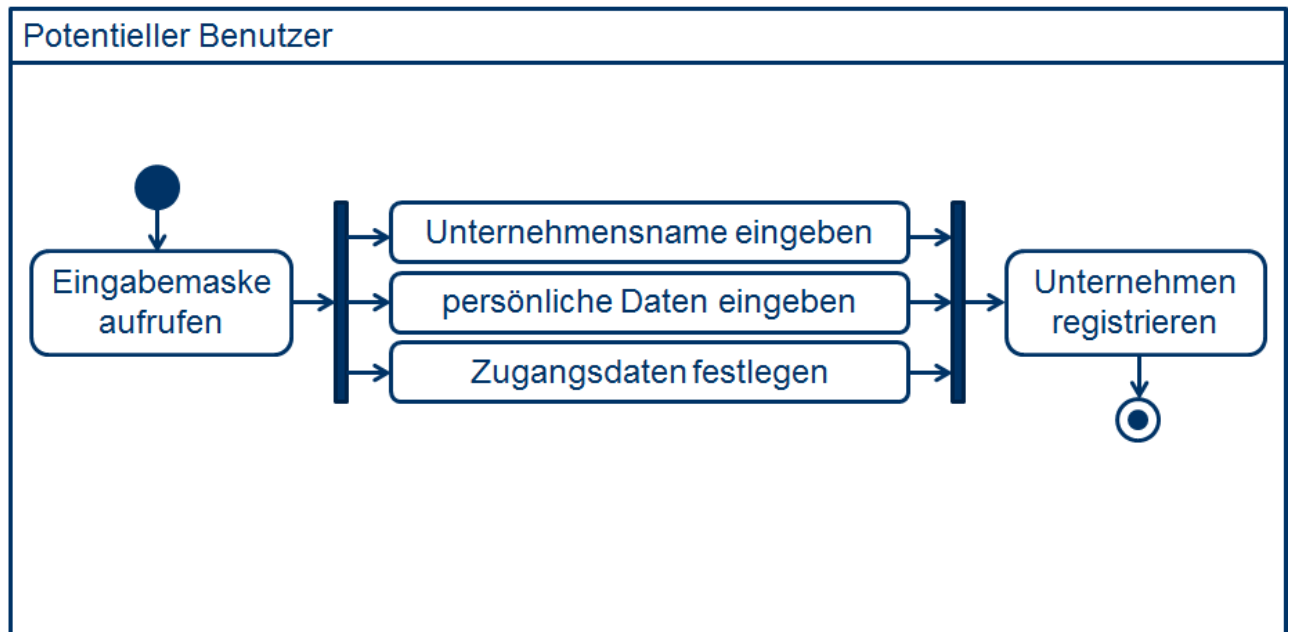 Potentieller Benutzer
Eingabemaske
aufrufen
Unternehmensname eingeben
persönliche Daten eingeben
Zugangsdaten festlegen
Unternehmen
registrieren